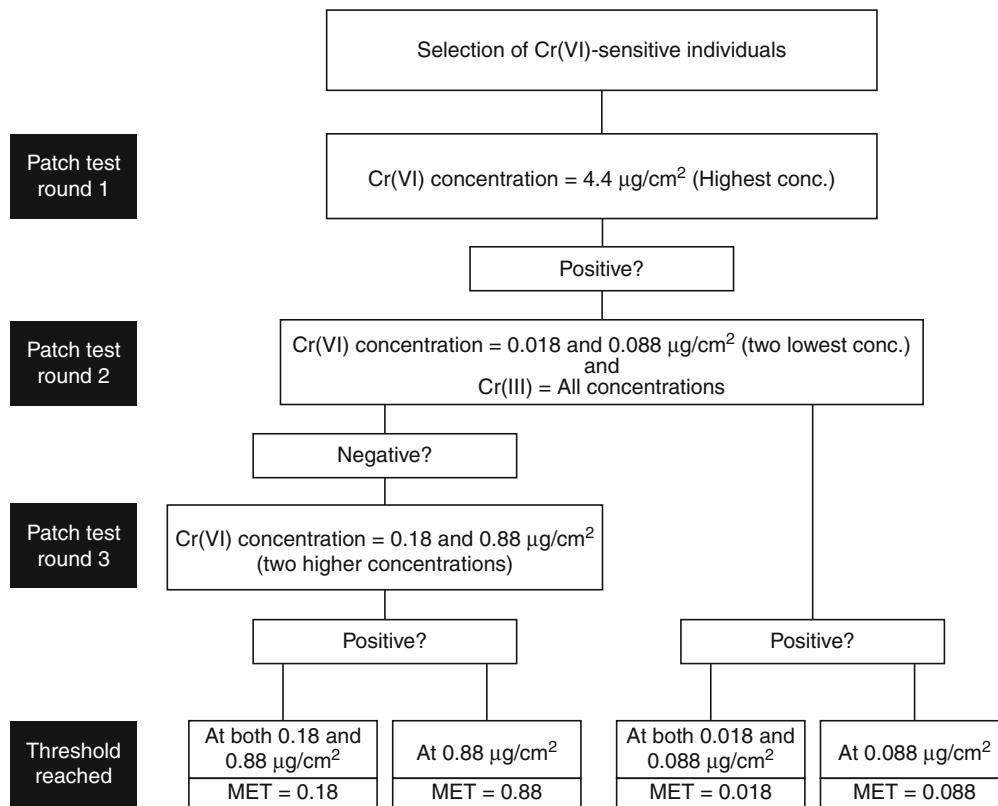 Selection of Cr(VI)-sensitive individuals
Patch test
round 1
Cr(VI) concentration = 4.4 μg/cm² (Highest conc.)
Positive?
Patch test
round 2
Cr(VI) concentration = 0.018 and 0.088 μg/cm² (two lowest conc.)
and
Cr(III) = All concentrations
Negative?
Patch test
round 3
Cr(VI) concentration = 0.18 and 0.88 μg/cm²
(two higher concentrations)
Positive?
Positive?
Threshold
reached
At both 0.18 and
0.88 μg/cm²
MET = 0.18
At 0.88 μg/cm²
MET = 0.88
At both 0.018 and
0.088 μg/cm²
MET = 0.018
At 0.088 μg/cm²
MET = 0.088